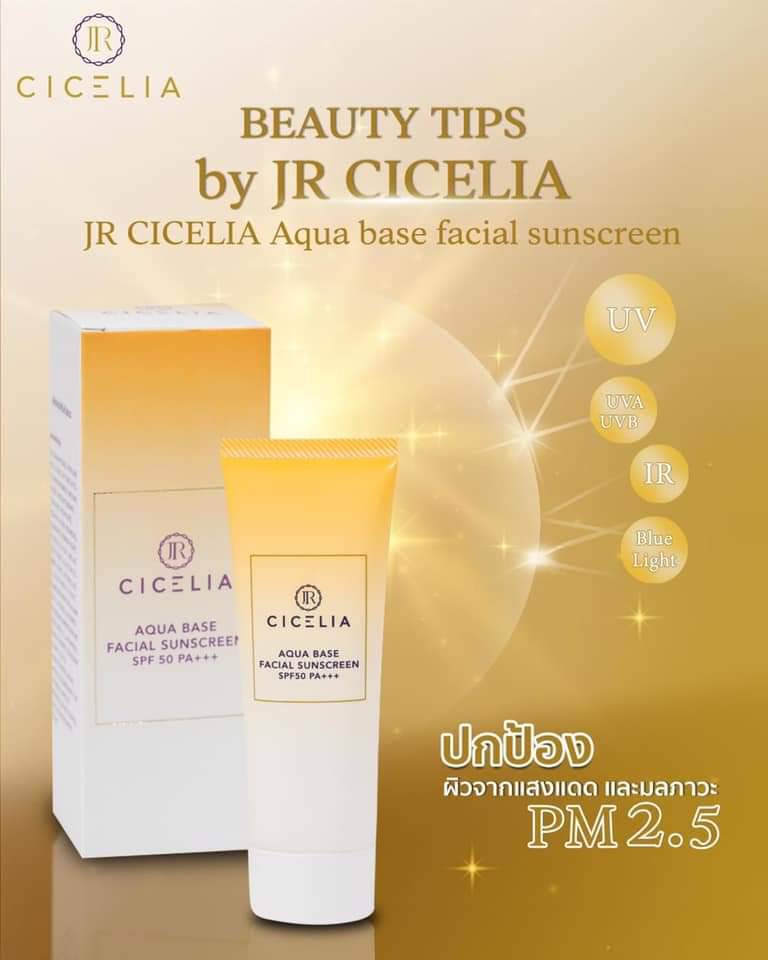 JR
CICELIA
BEAUTY TIPS
by JR CICELIA
JR CICELIA Aqua base facial sunscreen
UV
UVA
UVB
IR
Blue
Light
CICELIA
JR
CICELIA
AQUA BASE
FACIAL SUNSCREEN
SPF 50 PA+++
JR
CICELIA
AQUA BASE
FACIAL SUNSCREEN
SPF50 PA+++
ปกป้อง
ผิวจากแสงแดด และมลภาวะ
PM 2.5